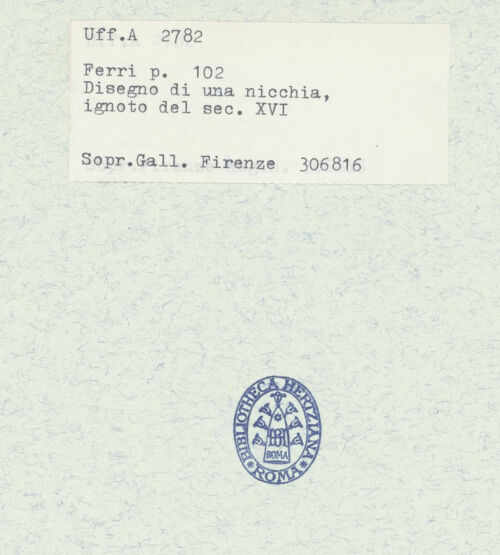 Uff.A 2782
Ferri p. 102
Disegno di una nicchia,
ignoto del sec. XVI
Sopr.Gall. Firenze 306816
BIBLIOTHECA HERTZIANA
ROMA
ROMA